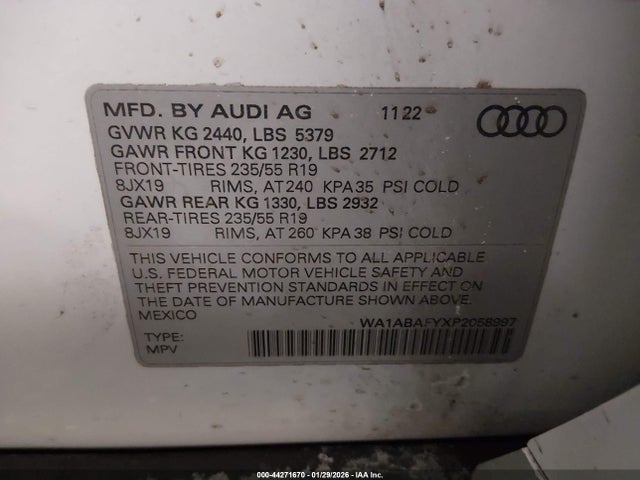 MFD. BY AUDI AG 11 22
GVWR KG 2440, LBS 5379
GAWR FRONT KG 1230, LBS 2712
FRONT-TIRES 235/55 R19
8JX19 RIMS, AT 240 KPA 35 PSI COLD
GAWR REAR KG 1330, LBS 2932
REAR-TIRES 235/55 R19
8JX19 RIMS, AT 260 KPA 38 PSI COLD
THIS VEHICLE CONFORMS TO ALL APPLICABLE
U.S. FEDERAL MOTOR VEHICLE SAFETY AND
THEFT PREVENTION STANDARDS IN EFFECT ON
THE DATE OF MANUFACTURE SHOWN ABOVE.
MEXICO WA1ABAFYXP2058997
TYPE:
MPV
000-44271670 - 01/29/2026 - IAAI.COM